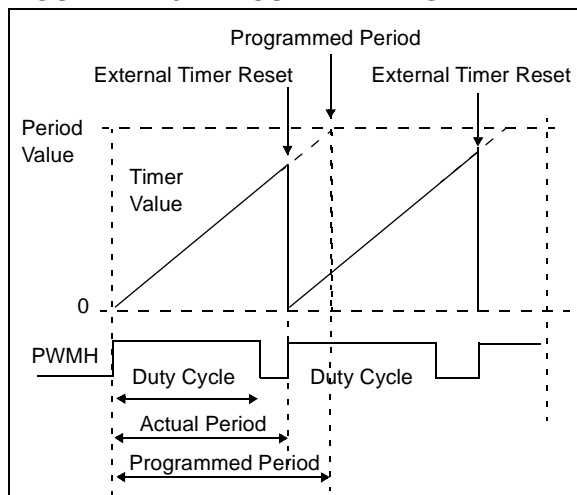 Programmed Period
External Timer Reset
External Timer Reset
Period
Value
Timer
Value
0
PWMH
Duty Cycle
Duty Cycle
Actual Period
Programmed Period